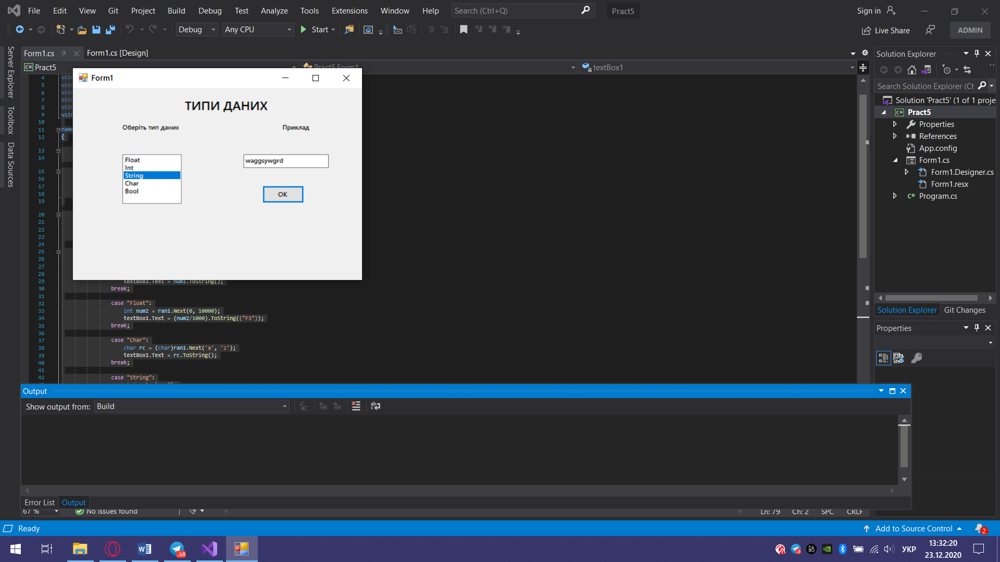 File Edit View Git Project Build Debug Test Analyze Tools Extensions Window Help Search (Ctrl+Q) Pract5 Sign in
Debug Any CPU Start Live Share ADMIN
Server Explorer
Toolbox
Data Sources
Form1.cs Form1.cs [Design]
Pract5 Pract5.Form1 textBox1
Form1
ТИПИ ДАНИХ
Оберіть тип даних Приклад
Float
Int
String
Char
Bool
waggsywgrd
OK
4 usin
5 usin
6 usin
7 usin
8 usin
9 usin
10
11 name
12 {
13
14
15
16
17
18
19
20
21
22
23
24
25
26
27
28
29 textBox1.Text = num1.ToString();
30 break;
31
32 case "Float":
33 int num2 = ran1.Next(0, 10000);
34 textBox1.Text = (num2/1000).ToString(("F3"));
35 break;
36
37 case "Char":
38 char rc = (char)ran1.Next('a', 'z');
39 textBox1.Text = rc.ToString();
40 break;
41
42 case "String":
Output
Show output from: Build
Error List Output
67 % No issues found Ln: 79 Ch: 2 SPC CRLF
Solution Explorer
Search Solution Explorer (Ct
Solution 'Pract5' (1 of 1 proje
C# Pract5
Properties
References
App.config
Form1.cs
Form1.Designer.cs
Form1.resx
C# Program.cs
Solution Explorer Git Changes
Properties
Ready Add to Source Control 2
..68 УКР 13:32:20
23.12.2020